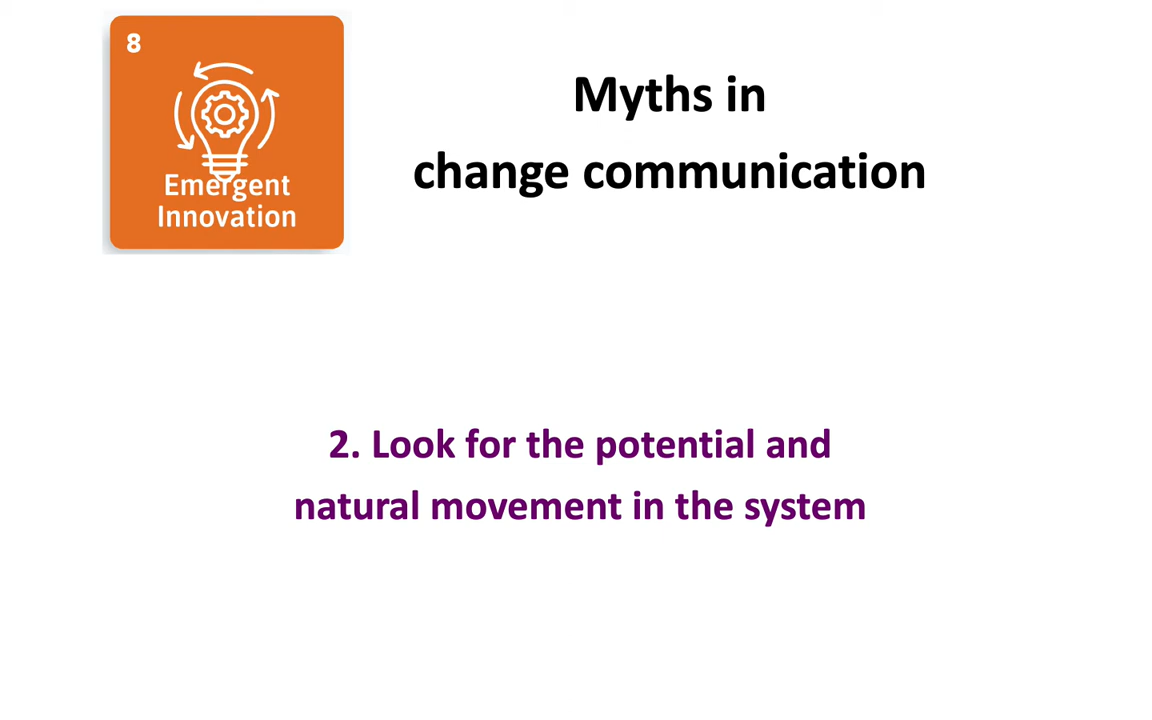 8
Emergent
Innovation
Myths in
change communication
2. Look for the potential and
natural movement in the system